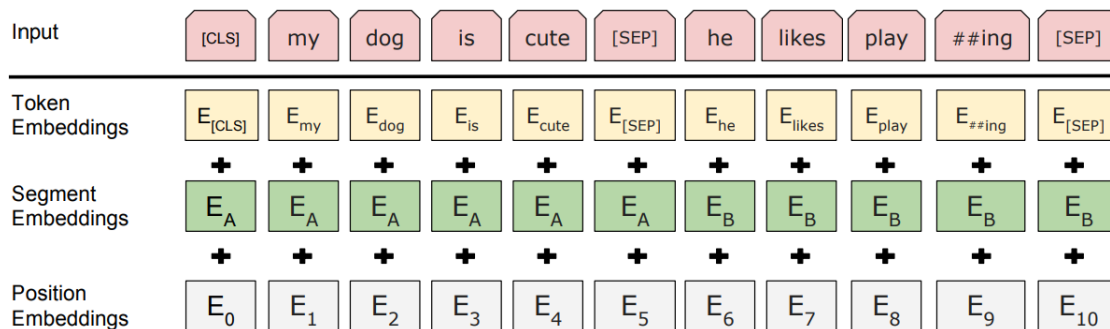 Input [CLS] my dog is cute [SEP] he likes play ##ing [SEP]
Token Embeddings E[CLS] Emy Edog Eis Ecute E[SEP] Ehe Elikes Eplay E##ing E[SEP]
+ + + + + + + + + + +
Segment Embeddings EA EA EA EA EA EA EB EB EB EB EB
+ + + + + + + + + + +
Position Embeddings E0 E1 E2 E3 E4 E5 E6 E7 E8 E9 E10